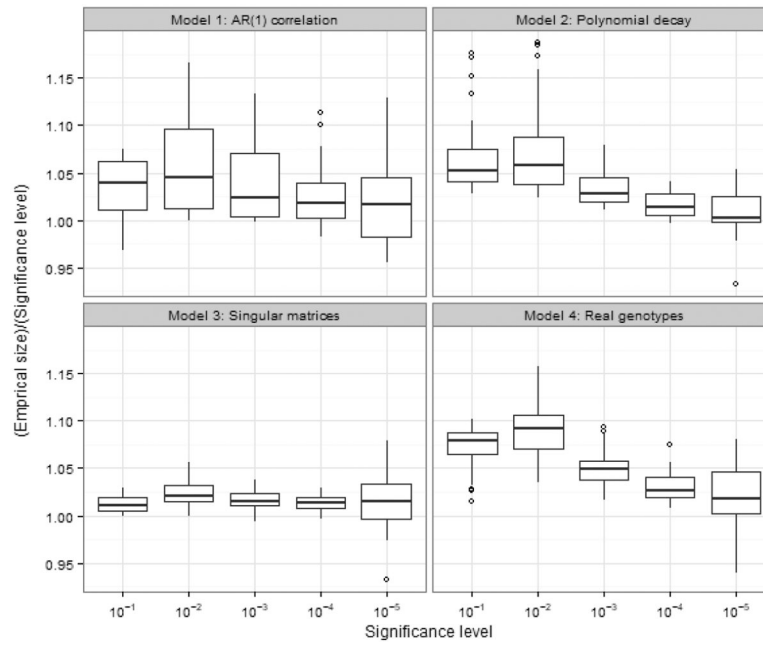 Model 1: AR(1) correlation
Model 2: Polynomial decay
1.15
1.10
1.05
1.00
0.95
Model 3: Singular matrices
Model 4: Real genotypes
1.15
1.10
1.05
1.00
0.95
(Emprical size)/(Significance level)
10⁻¹ 10⁻² 10⁻³ 10⁻⁴ 10⁻⁵
10⁻¹ 10⁻² 10⁻³ 10⁻⁴ 10⁻⁵
Significance level